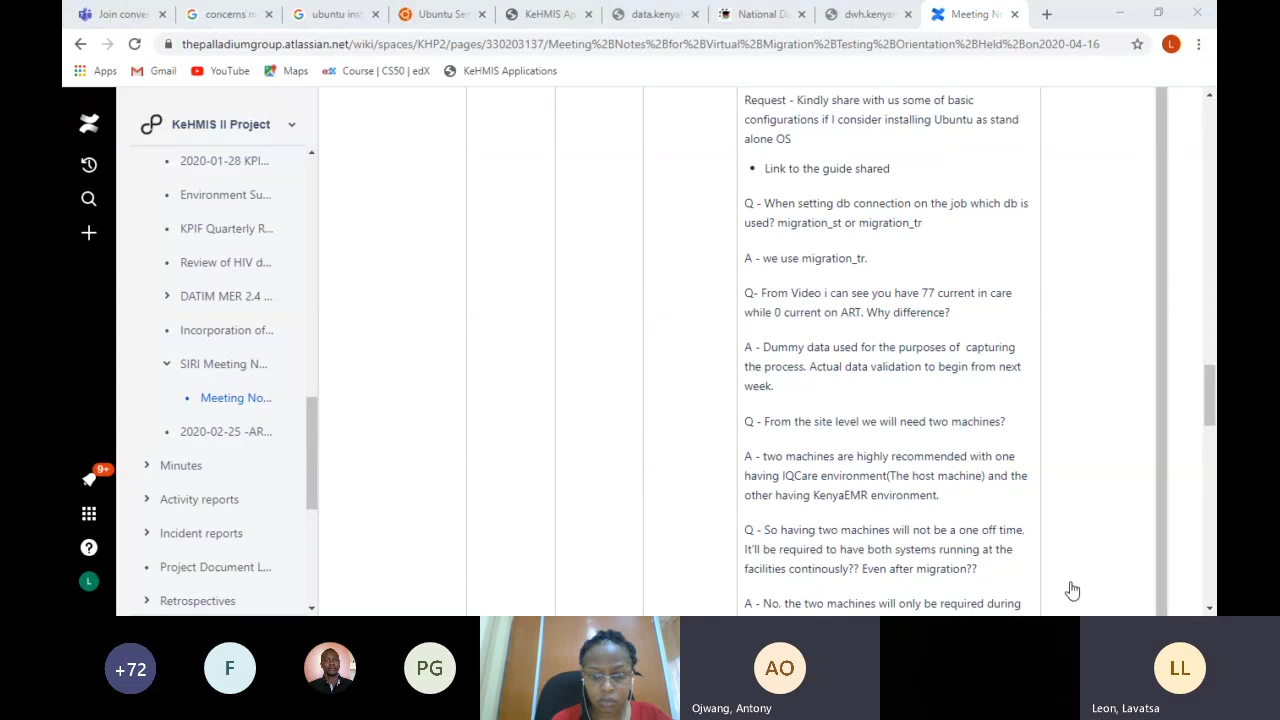 Join conver
concerns m
ubuntu inst
Ubuntu Ser
KeHMIS Ap
data.kenyal
National Dy
dwh.kenyal
Meeting No
thepalladiumgroup.atlassian.net/wiki/spaces/KHP2/pages/330203137/Meeting%2BNotes%2Bfor%2BVirtual%2BMigration%2BTesting%2BOrientation%2BHeld%2Bon2020-04-16
L
Apps
Gmail
YouTube
Maps
edX Course | CS50 | edX
KeHMIS Applications
KeHMIS II Project
2020-01-28 KPI...
Environment Su...
KPIF Quarterly R...
Review of HIV d...
DATIM MER 2.4 ...
Incorporation of...
SIRI Meeting N...
Meeting No...
2020-02-25 -AR...
Minutes
Activity reports
Incident reports
Project Document L...
Retrospectives
9+
L
Request - Kindly share with us some of basic
configurations if I consider installing Ubuntu as stand
alone OS
• Link to the guide shared
Q - When setting db connection on the job which db is
used? migration_st or migration_tr
A - we use migration_tr.
Q- From Video i can see you have 77 current in care
while 0 current on ART. Why difference?
A - Dummy data used for the purposes of capturing
the process. Actual data validation to begin from next
week.
Q - From the site level we will need two machines?
A - two machines are highly recommended with one
having IQCare environment(The host machine) and the
other having KenyaEMR environment.
Q - So having two machines will not be a one off time,
It'll be required to have both systems running at the
facilities continously?? Even after migration??
A - No, the two machines will only be required during
+72
F
PG
AO
Ojwang, Antony
LL
Leon, Lavatsa